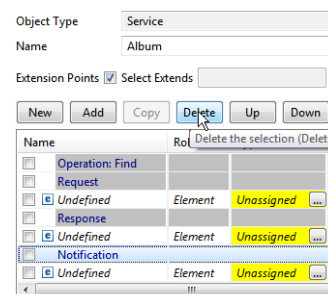 Object Type Service
Name Album
Extension Points Select Extends
New Add Copy Delete Up Down
Name Delete the selection (Delet
Operation: Find
Request
e Undefined Element Unassigned ...
Response
e Undefined Element Unassigned ...
Notification
e Undefined Element Unassigned ...